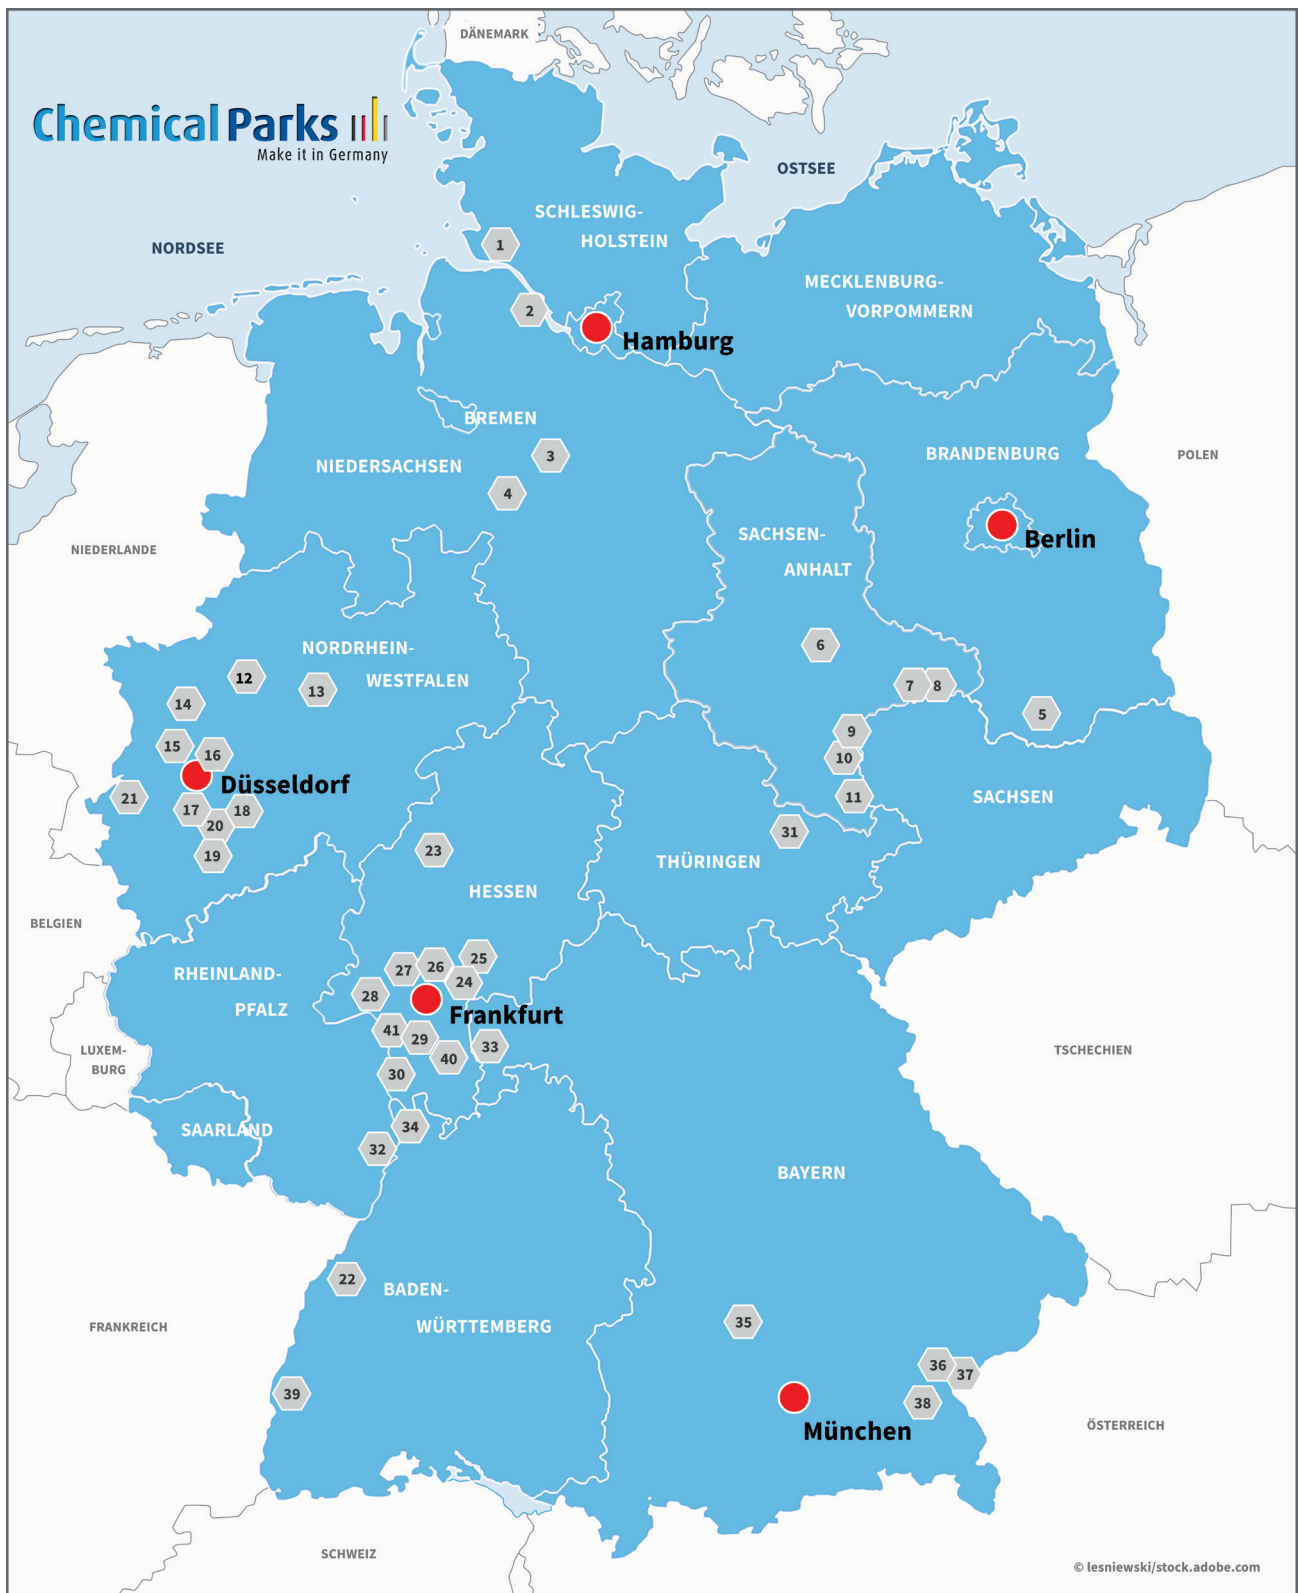 DÄNEMARK
Chemical Parks
Make it in Germany
OSTSEE
SCHLESWIG-
HOLSTEIN
NORDSEE
1
MECKLENBURG-
VORPOMMERN
2
Hamburg
BREMEN
NIEDERSACHSEN
3
BRANDENBURG
POLEN
4
SACHSEN-
ANHALT
Berlin
NIEDERLANDE
NORDRHEIN-
WESTFALEN
6
12
13
7
8
14
5
15
16
9
10
Düsseldorf
21
17
18
20
19
11
SACHSEN
31
THÜRINGEN
23
HESSEN
BELGIEN
RHEINLAND-
PFALZ
27
26
25
24
28
Frankfurt
41
29
40
33
30
LUXEM-
BURG
TSCHECHIEN
SAARLAND
34
32
BAYERN
22
BADEN-
WÜRTTEMBERG
FRANKREICH
35
36
37
38
39
München
ÖSTERREICH
SCHWEIZ
© lesniewski/stock.adobe.com